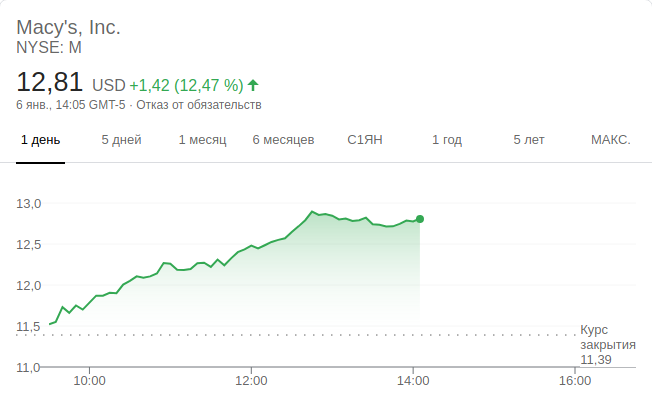 Macy's, Inc.
NYSE: M
12,81 USD +1,42 (12,47 %)
6 янв., 14:05 GMT-5 · Отказ от обязательств
1 день 5 дней 1 месяц 6 месяцев С1ЯН 1 год 5 лет МАКС.
13,0
12,5
12,0
11,5
Курс
закрытия
11,39
11,0
10:00 12:00 14:00 16:00